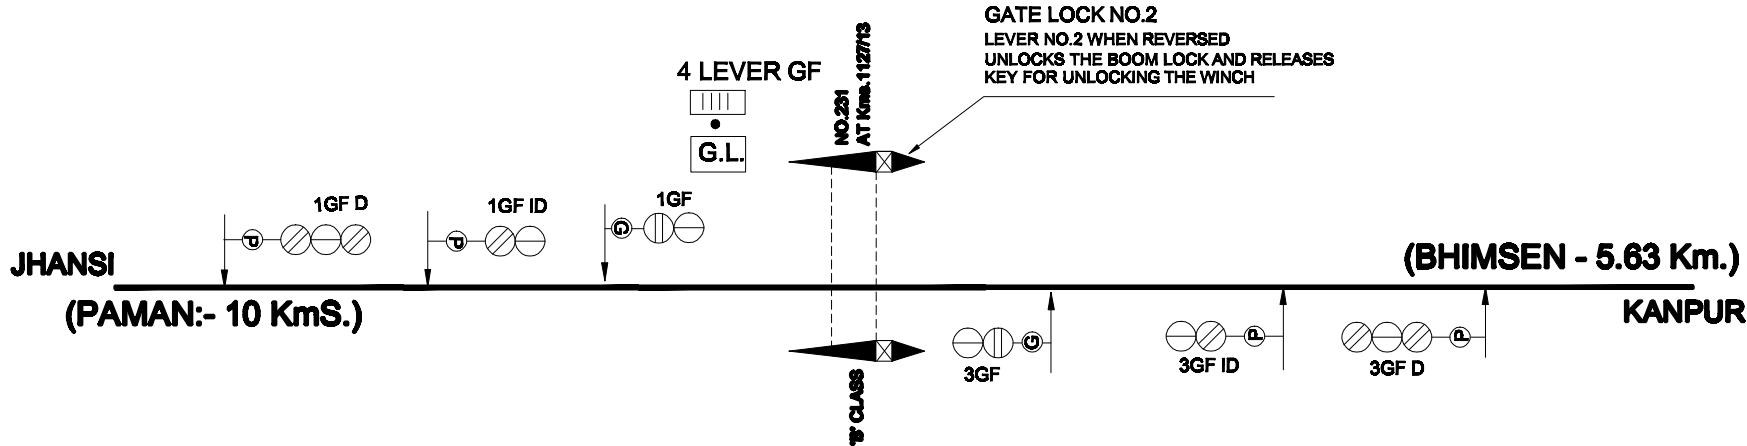 GATE LOCK NO.2
LEVER NO.2 WHEN REVERSED
UNLOCKS THE BOOM LOCK AND RELEASES
KEY FOR UNLOCKING THE WINCH
4 LEVER GF
G.L.
NO.231
AT Kms.1127/13
1GF D
P
1GF ID
P
1GF
G
JHANSI
(PAMAN:- 10 KmS.)
(BHIMSEN - 5.63 Km.)
KANPUR
G
3GF
P
3GF ID
P
3GF D
'B' CLASS